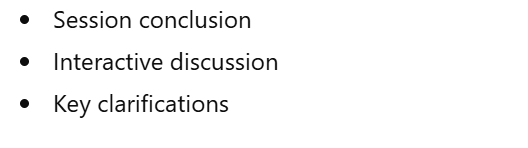 • Session conclusion
• Interactive discussion
• Key clarifications